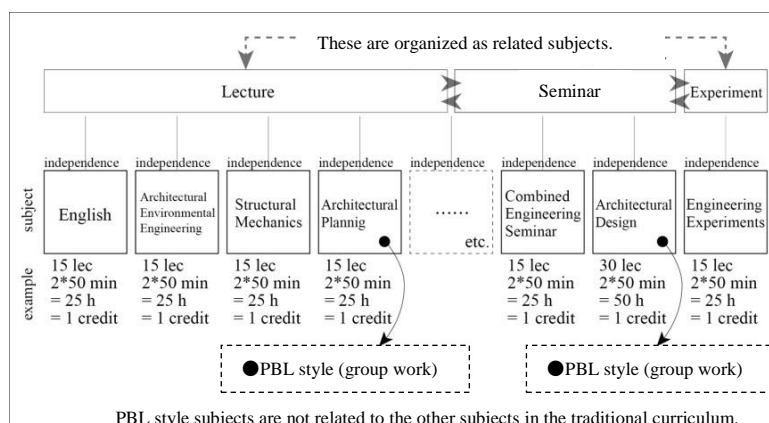 These are organized as related subjects.
Lecture
Seminar
Experiment
independence
independence
independence
independence
independence
independence
independence
independence
subject
English
Architectural
Environmental
Engineering
Structural
Mechanics
Architectural
Plannig
......
etc.
Combined
Engineering
Seminar
Architectural
Design
Engineering
Experiments
example
15 lec
2*50 min
= 25 h
= 1 credit
15 lec
2*50 min
= 25 h
= 1 credit
15 lec
2*50 min
= 25 h
= 1 credit
15 lec
2*50 min
= 25 h
= 1 credit
15 lec
2*50 min
= 25 h
= 1 credit
30 lec
2*50 min
= 50 h
= 1 credit
15 lec
2*50 min
= 25 h
= 1 credit
●PBL style (group work)
●PBL style (group work)
PBL style subjects are not related to the other subjects in the traditional curriculum.